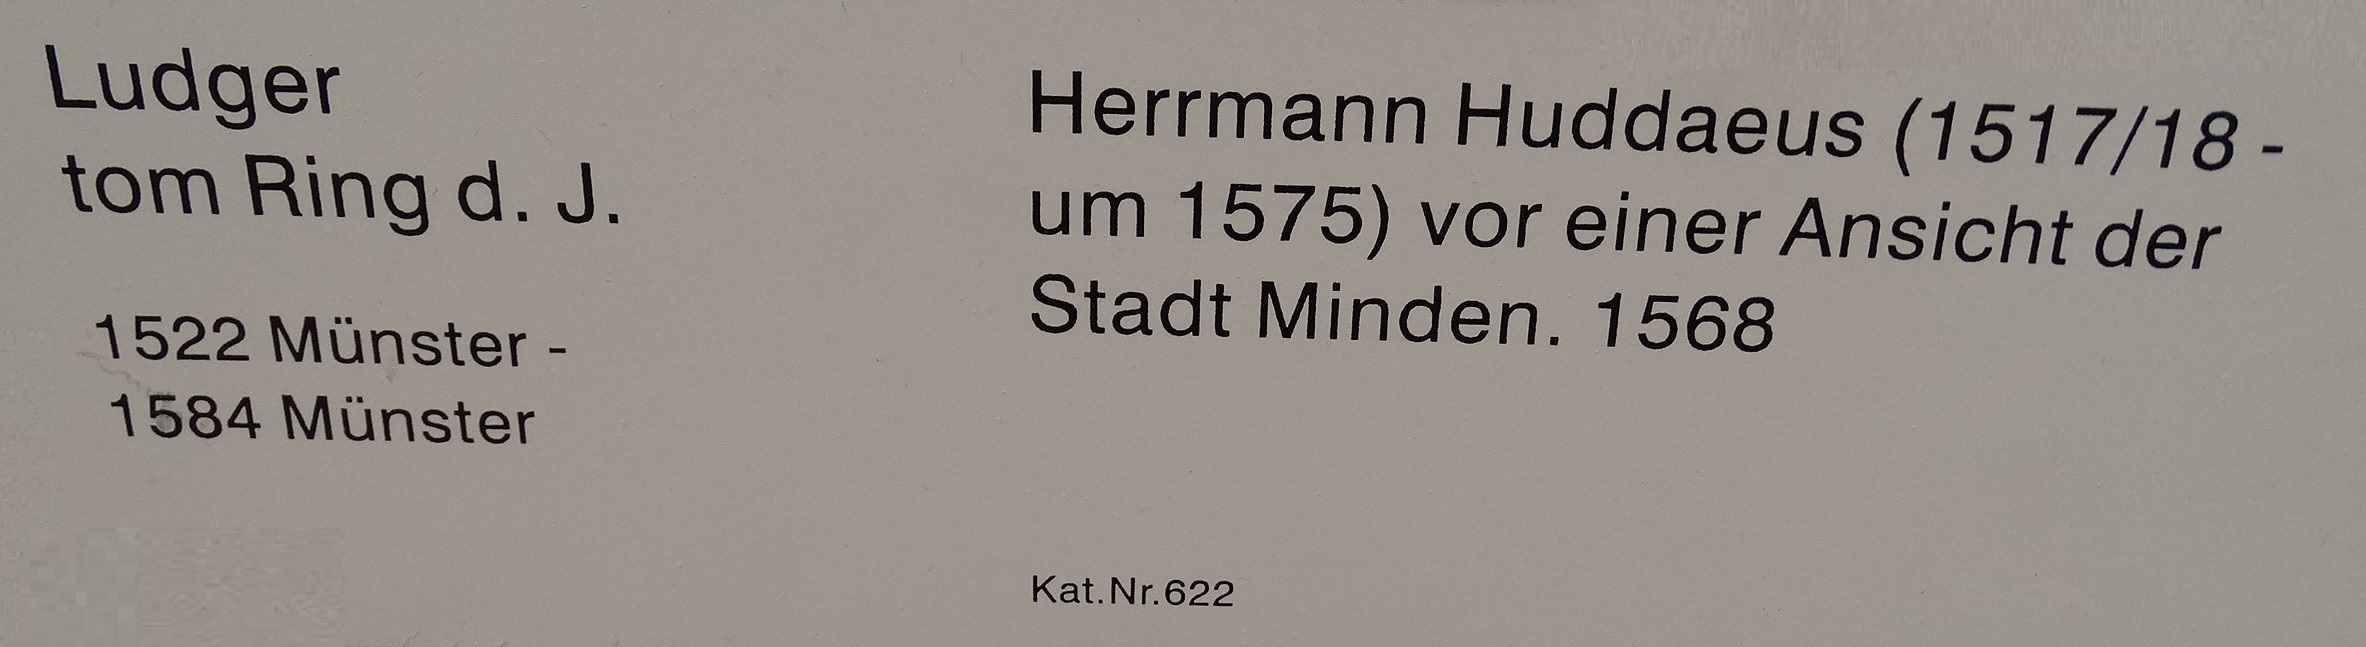 Ludger
tom Ring d. J.
1522 Münster -
1584 Münster
Herrmann Huddaeus (1517/18 -
um 1575) vor einer Ansicht der
Stadt Minden. 1568
Kat.Nr.622